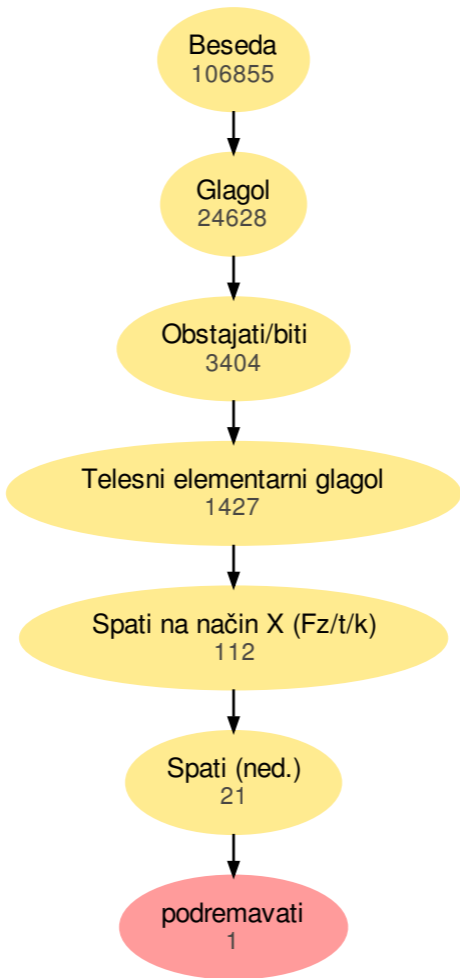 Beseda
106855
Glagol
24628
Obstajati/biti
3404
Telesni elementarni glagol
1427
Spati na način X (Fz/t/k)
112
Spati (ned.)
21
podremavati
1